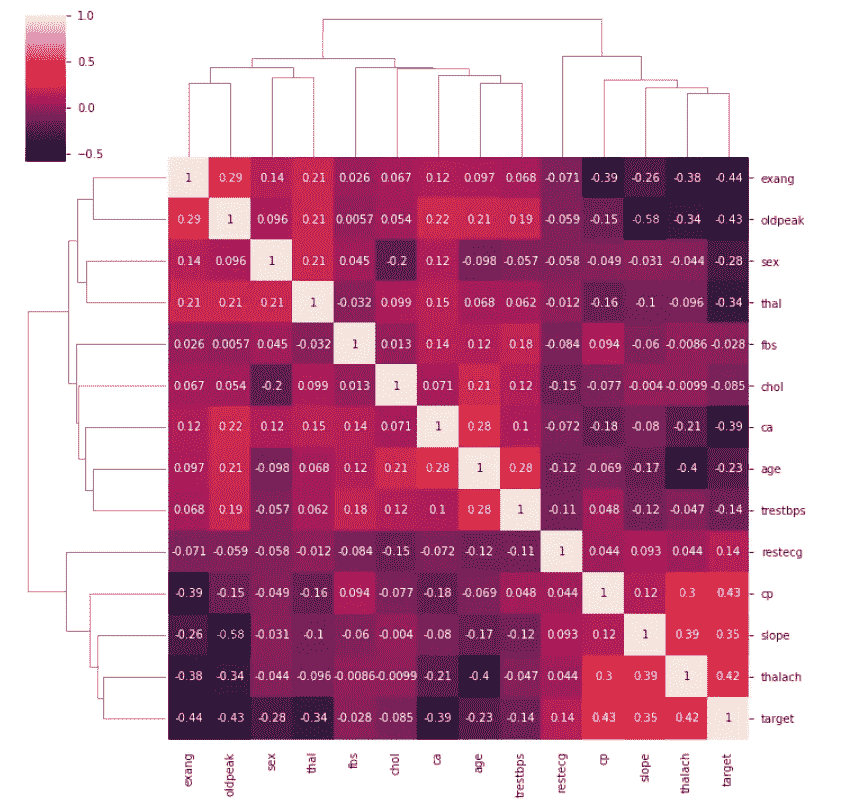 1.0
0.5
0.0
−0.5
1 0.29 0.14 0.21 0.026 0.067 0.12 0.097 0.068 -0.071 -0.39 -0.26 -0.38 -0.44 exang
0.29 1 0.096 0.21 0.0057 0.054 0.22 0.21 0.19 -0.059 -0.15 -0.58 -0.34 -0.43 oldpeak
0.14 0.096 1 0.21 0.045 -0.2 0.12 -0.098 -0.057 -0.058 -0.049 -0.031 -0.044 -0.28 sex
0.21 0.21 0.21 1 -0.032 0.099 0.15 0.068 0.062 -0.012 -0.16 -0.1 -0.096 -0.34 thal
0.026 0.0057 0.045 -0.032 1 0.013 0.14 0.12 0.18 -0.084 0.094 -0.06 -0.0086 -0.028 fbs
0.067 0.054 -0.2 0.099 0.013 1 0.071 0.21 0.12 -0.15 -0.077 -0.004 -0.0099 -0.085 chol
0.12 0.22 0.12 0.15 0.14 0.071 1 0.28 0.1 -0.072 -0.18 -0.08 -0.21 -0.39 ca
0.097 0.21 -0.098 0.068 0.12 0.21 0.28 1 0.28 -0.12 -0.069 -0.17 -0.4 -0.23 age
0.068 0.19 -0.057 0.062 0.18 0.12 0.1 0.28 1 -0.11 0.048 -0.12 -0.047 -0.14 trestbps
-0.071 -0.059 -0.058 -0.012 -0.084 -0.15 -0.072 -0.12 -0.11 1 0.044 0.093 0.044 0.14 restecg
-0.39 -0.15 -0.049 -0.16 0.094 -0.077 -0.18 -0.069 0.048 0.044 1 0.12 0.3 0.43 cp
-0.26 -0.58 -0.031 -0.1 -0.06 -0.004 -0.08 -0.17 -0.12 0.093 0.12 1 0.39 0.35 slope
-0.38 -0.34 -0.044 -0.096 -0.0086 -0.0099 -0.21 -0.4 -0.047 0.044 0.3 0.39 1 0.42 thalach
-0.44 -0.43 -0.28 -0.34 -0.028 -0.085 -0.39 -0.23 -0.14 0.14 0.43 0.35 0.42 1 target
exang oldpeak sex thal fbs chol ca age trestbps restecg cp slope thalach target